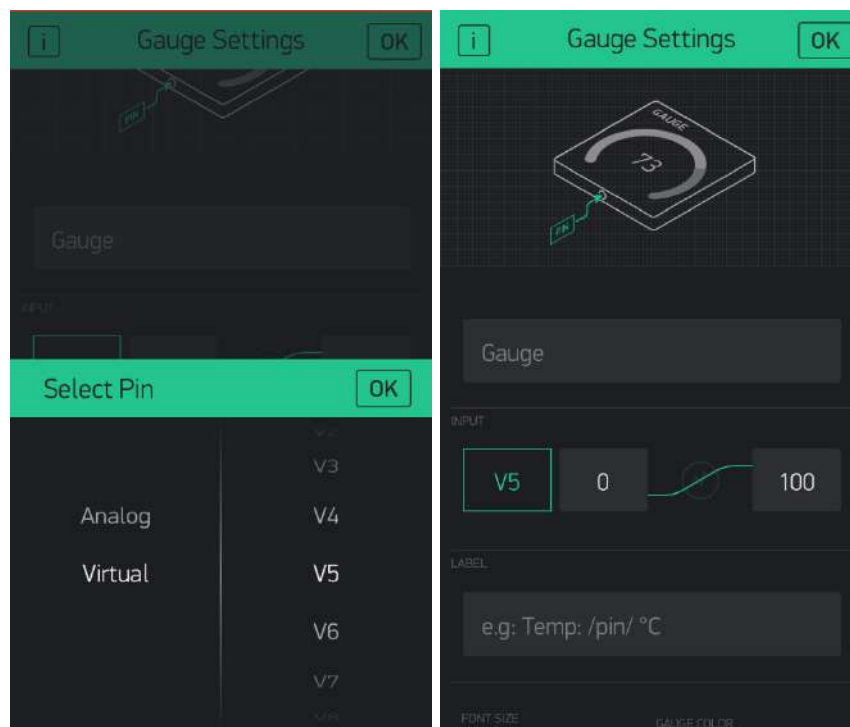 i Gauge Settings OK
PIN
Gauge
INPUT
Select Pin OK
V3
Analog V4
Virtual V5
V6
V7
i Gauge Settings OK
GAUGE
73
PIN
Gauge
INPUT
V5 0 100
LABEL
e.g: Temp: /pin/ °C
FONT SIZE GAUGE COLOR